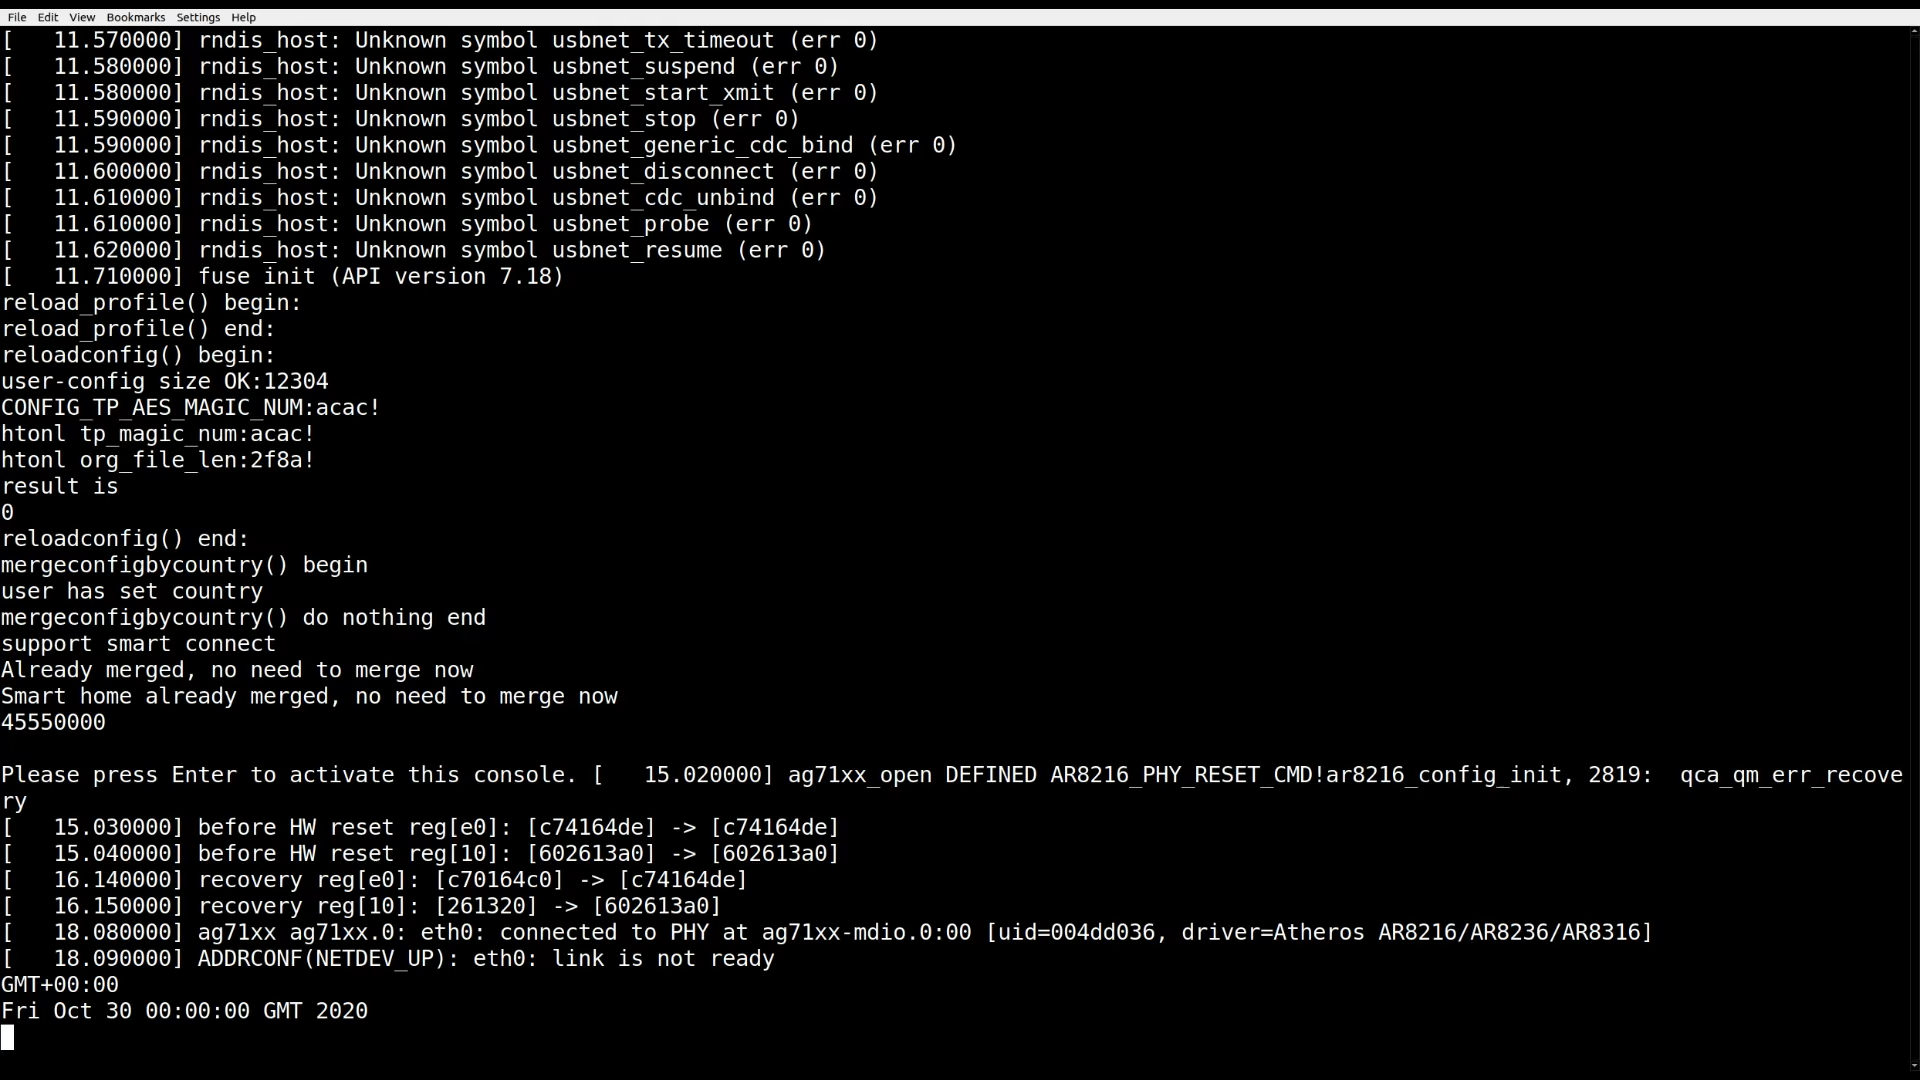 File Edit View Bookmarks Settings Help
[   11.570000] rndis_host: Unknown symbol usbnet_tx_timeout (err 0)
[   11.580000] rndis_host: Unknown symbol usbnet_suspend (err 0)
[   11.580000] rndis_host: Unknown symbol usbnet_start_xmit (err 0)
[   11.590000] rndis_host: Unknown symbol usbnet_stop (err 0)
[   11.590000] rndis_host: Unknown symbol usbnet_generic_cdc_bind (err 0)
[   11.600000] rndis_host: Unknown symbol usbnet_disconnect (err 0)
[   11.610000] rndis_host: Unknown symbol usbnet_cdc_unbind (err 0)
[   11.610000] rndis_host: Unknown symbol usbnet_probe (err 0)
[   11.620000] rndis_host: Unknown symbol usbnet_resume (err 0)
[   11.710000] fuse init (API version 7.18)
reload_profile() begin:
reload_profile() end:
reloadconfig() begin:
user-config size OK:12304
CONFIG_TP_AES_MAGIC_NUM:acac!
htonl tp_magic_num:acac!
htonl org_file_len:2f8a!
result is
0
reloadconfig() end:
mergeconfigbycountry() begin
user has set country
mergeconfigbycountry() do nothing end
support smart connect
Already merged, no need to merge now
Smart home already merged, no need to merge now
45550000
Please press Enter to activate this console. [   15.020000] ag71xx_open DEFINED AR8216_PHY_RESET_CMD!ar8216_config_init, 2819:  qca_qm_err_recove
ry
[   15.030000] before HW reset reg[e0]: [c74164de] -> [c74164de]
[   15.040000] before HW reset reg[10]: [602613a0] -> [602613a0]
[   16.140000] recovery reg[e0]: [c70164c0] -> [c74164de]
[   16.150000] recovery reg[10]: [261320] -> [602613a0]
[   18.080000] ag71xx ag71xx.0: eth0: connected to PHY at ag71xx-mdio.0:00 [uid=004dd036, driver=Atheros AR8216/AR8236/AR8316]
[   18.090000] ADDRCONF(NETDEV_UP): eth0: link is not ready
GMT+00:00
Fri Oct 30 00:00:00 GMT 2020